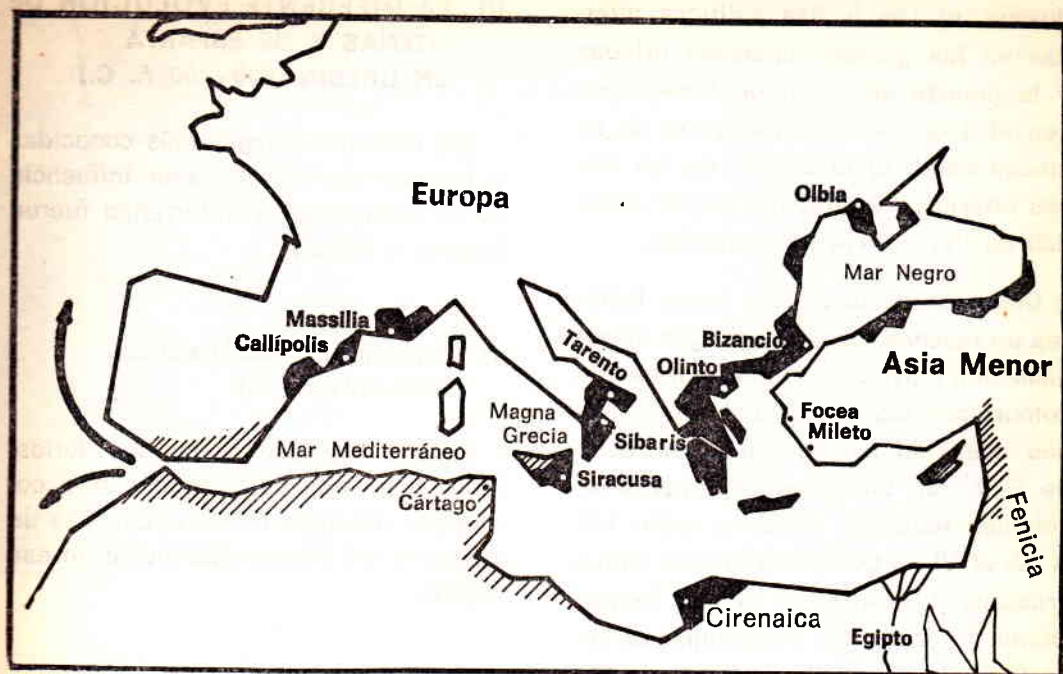 Europa
Olbia
Mar Negro
Massilia
Callípolis
Bizancio
Tarento
Olinto
Asia Menor
Magna
Grecia
Focea
Mileto
Sibaris
Mar Mediterráneo
Siracusa
Cártago
Fenicia
Cirenaica
Egipto